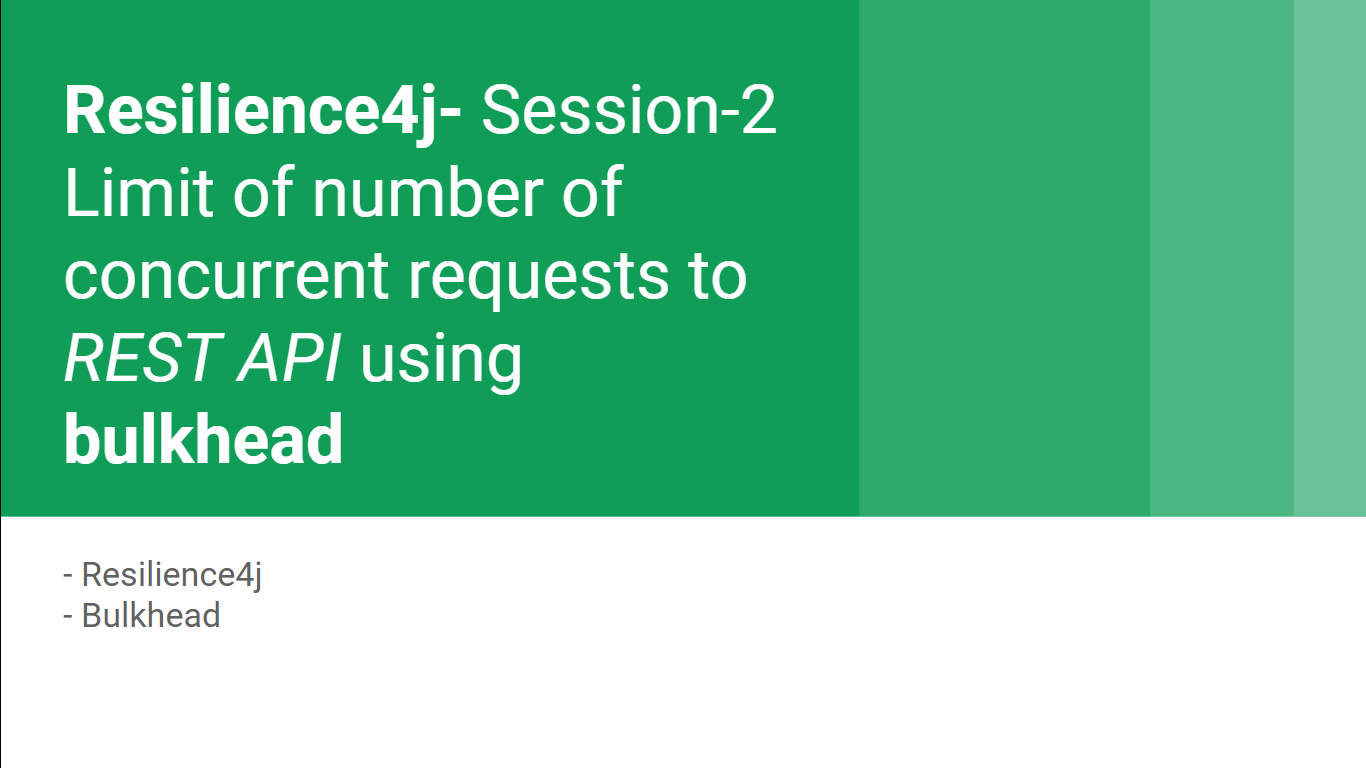 Resilience4j- Session-2
Limit of number of
concurrent requests to
REST API using
bulkhead
- Resilience4j
- Bulkhead